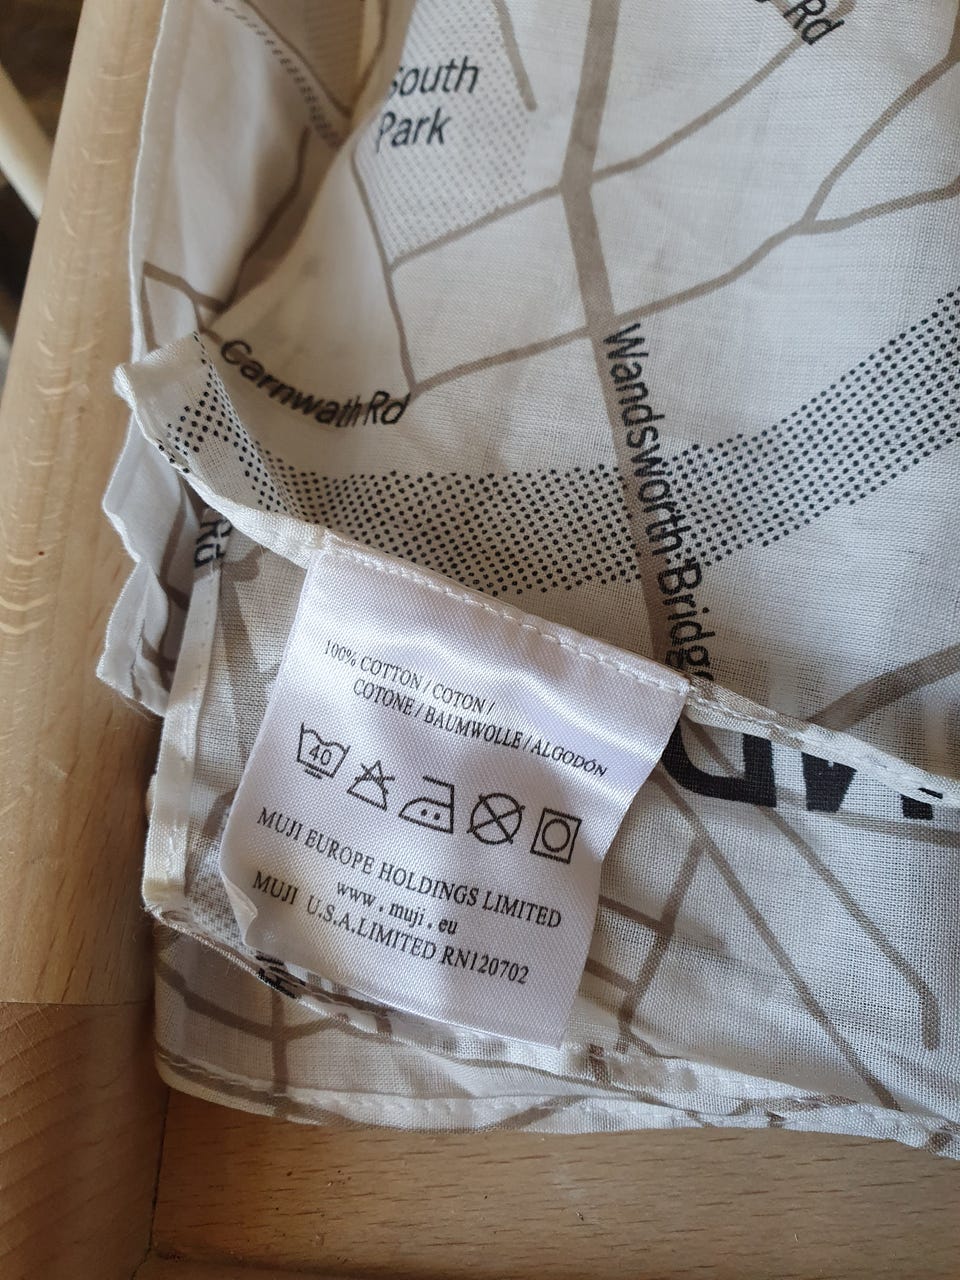 Rd
South
Park
Carnwath Rd
Wandsworth Bridge
Rd
100% COTTON / COTON /
COTONE / BAUMWOLLE / ALGODÓN
40
MUJI EUROPE HOLDINGS LIMITED
www.muji.eu
MUJI U.S.A.LIMITED RN120702